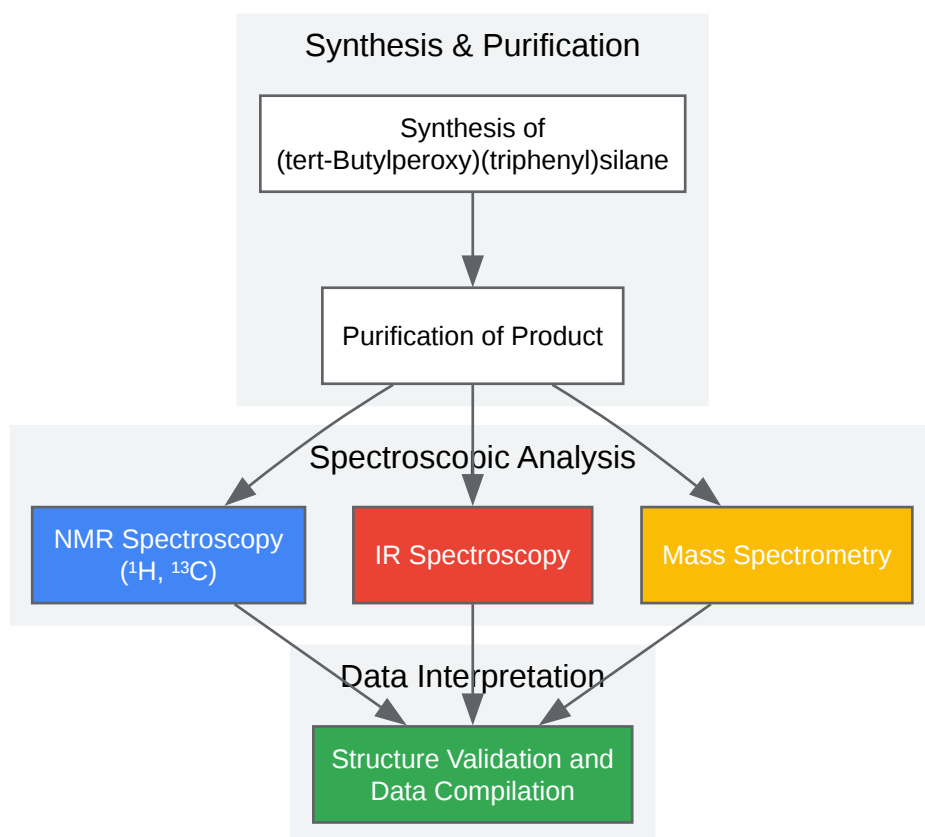 Synthesis & Purification
Synthesis of
(tert-Butylperoxy)(triphenyl)silane
Purification of Product
Spectroscopic Analysis
NMR Spectroscopy
(¹H, ¹³C)
IR Spectroscopy
Mass Spectrometry
Data Interpretation
Structure Validation and
Data Compilation